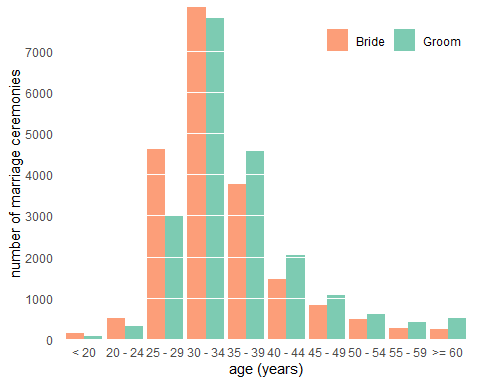 Bride Groom
number of marriage ceremonies
7000
6000
5000
4000
3000
2000
1000
0
< 20 20 - 24 25 - 29 30 - 34 35 - 39 40 - 44 45 - 49 50 - 54 55 - 59 >= 60
age (years)